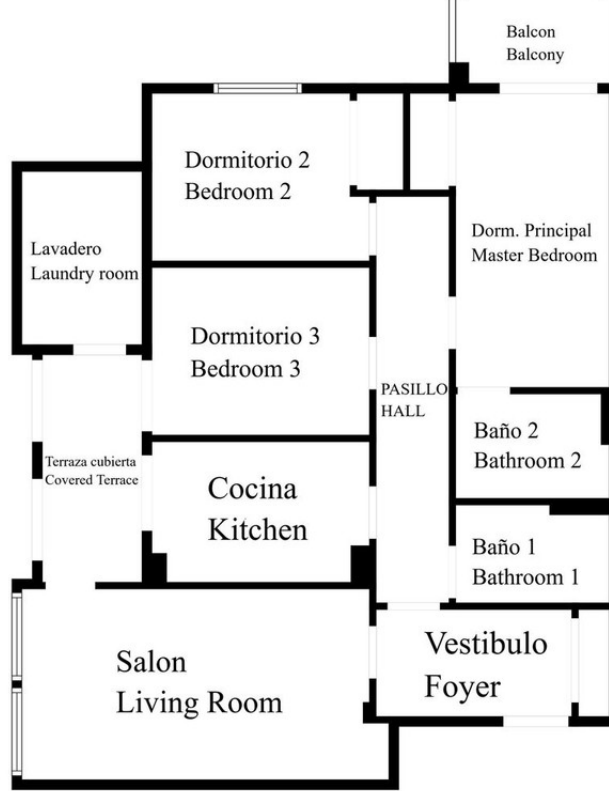 Balcon
Balcony
Dormitorio 2
Bedroom 2
Dorm. Principal
Master Bedroom
Lavadero
Laundry room
Dormitorio 3
Bedroom 3
PASILLO
HALL
Baño 2
Bathroom 2
Terraza cubierta
Covered Terrace
Cocina
Kitchen
Baño 1
Bathroom 1
Salon
Living Room
Vestibulo
Foyer